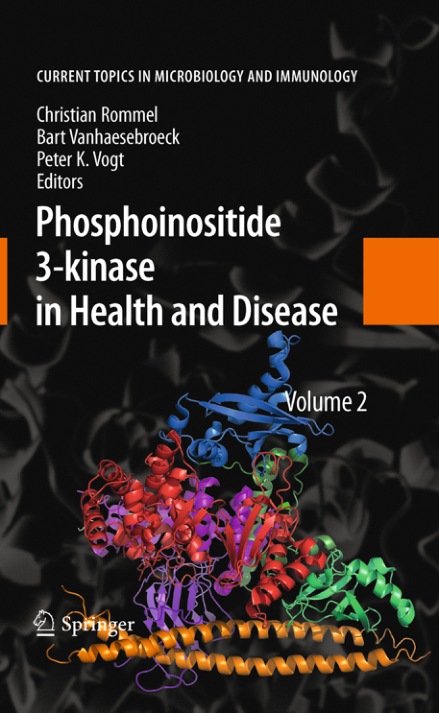 CURRENT TOPICS IN MICROBIOLOGY AND IMMUNOLOGY
Christian Rommel
Bart Vanhaesebroeck
Peter K. Vogt
Editors
Phosphoinositide
3-kinase
in Health and Disease
Volume 2
Springer